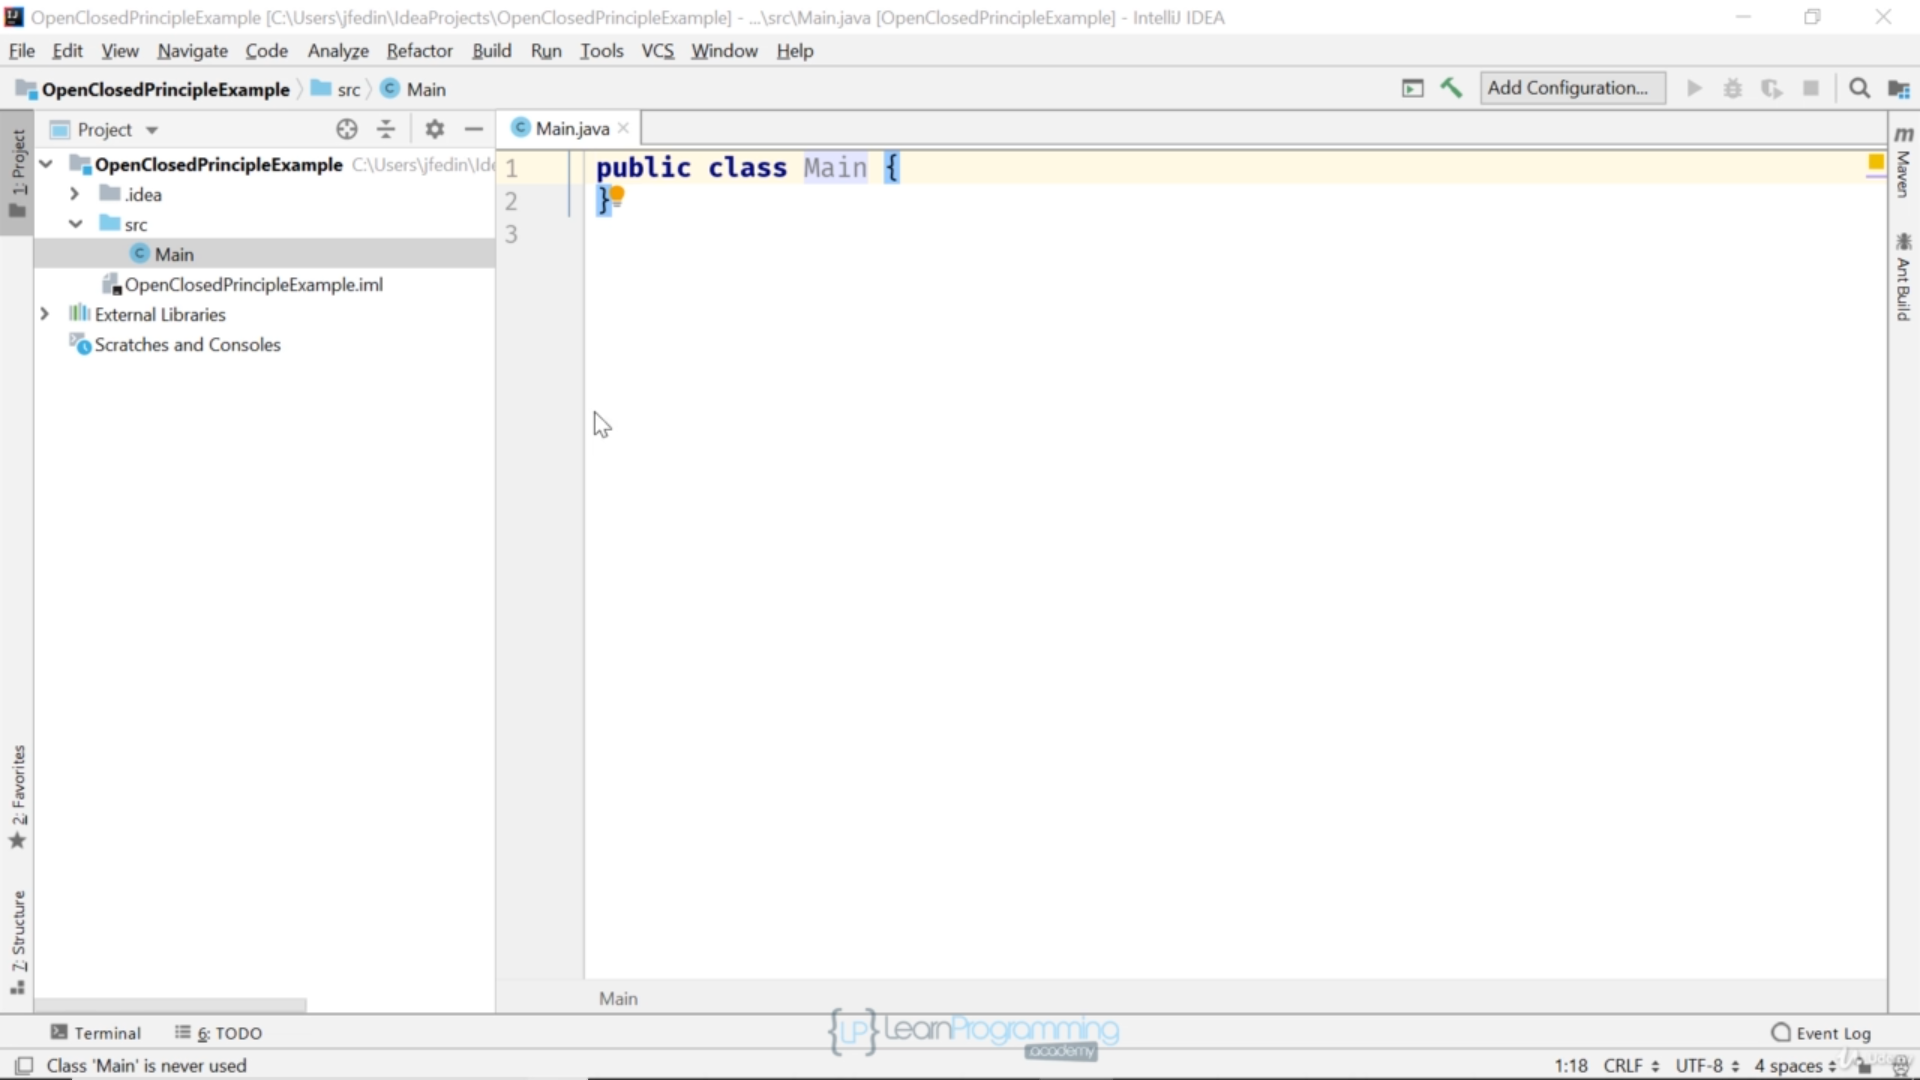 OpenClosedPrincipleExample [C:\Users\jfedin\IdeaProjects\OpenClosedPrincipleExample] - ...\src\Main.java [OpenClosedPrincipleExample] - IntelliJ IDEA
File Edit View Navigate Code Analyze Refactor Build Run Tools VCS Window Help
OpenClosedPrincipleExample src Main Add Configuration...
Project Main.java
1: Project
OpenClosedPrincipleExample C:\Users\jfedin\Ide
.idea
src
Main
OpenClosedPrincipleExample.iml
External Libraries
Scratches and Consoles
1 public class Main {
2 }
3
m Maven
Ant Build
2: Favorites
7: Structure
Main
Terminal 6: TODO
{LP} LearnProgramming
academy
Event Log
Class 'Main' is never used
1:18 CRLF UTF-8 4 spaces
Udemy